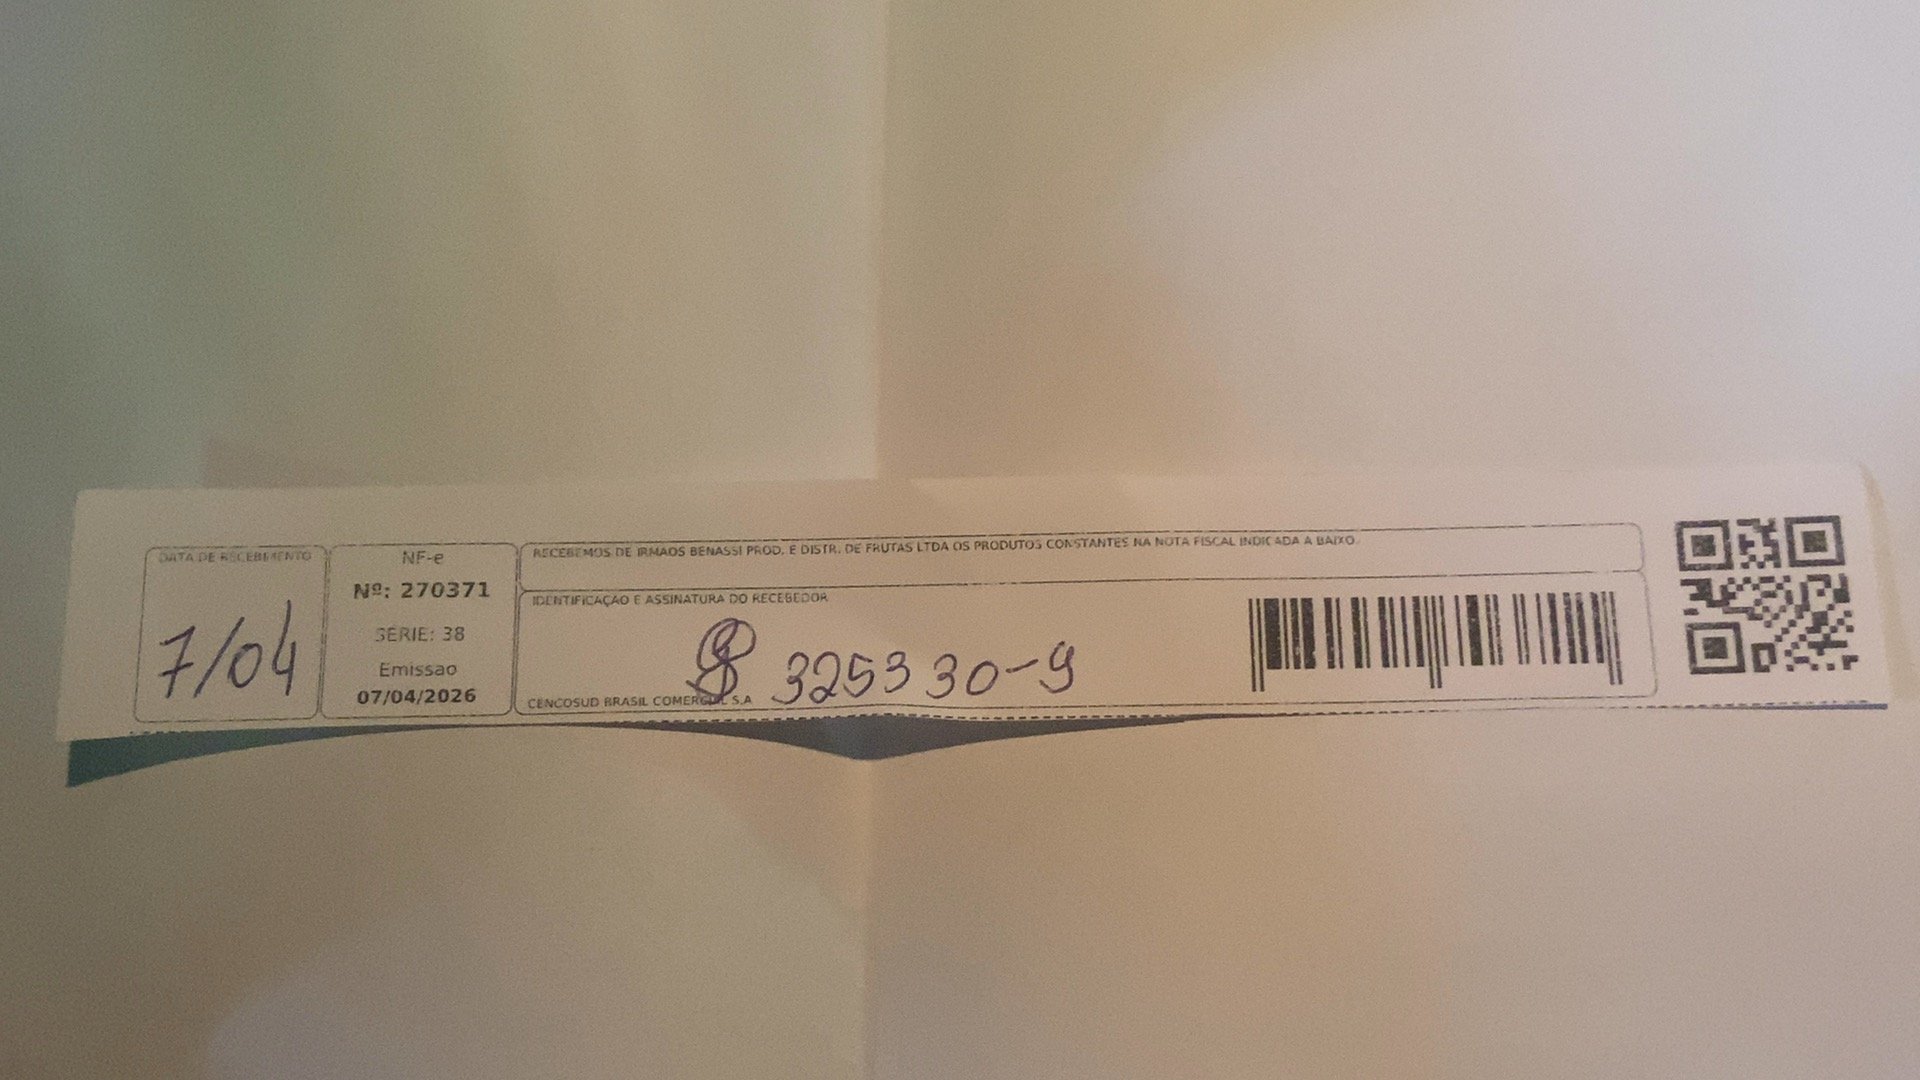 DATA DE RECEBIMENTO
7/04
NF-e
Nº: 270371
SERIE: 38
Emissao
07/04/2026
RECEBEMOS DE IRMAOS BENASSI PROD. E DISTR. DE FRUTAS LTDA OS PRODUTOS CONSTANTES NA NOTA FISCAL INDICADA A BAIXO
IDENTIFICAÇÃO E ASSINATURA DO RECEBEDOR
325330-9
CENCOSUD BRASIL COMERCIAL S.A